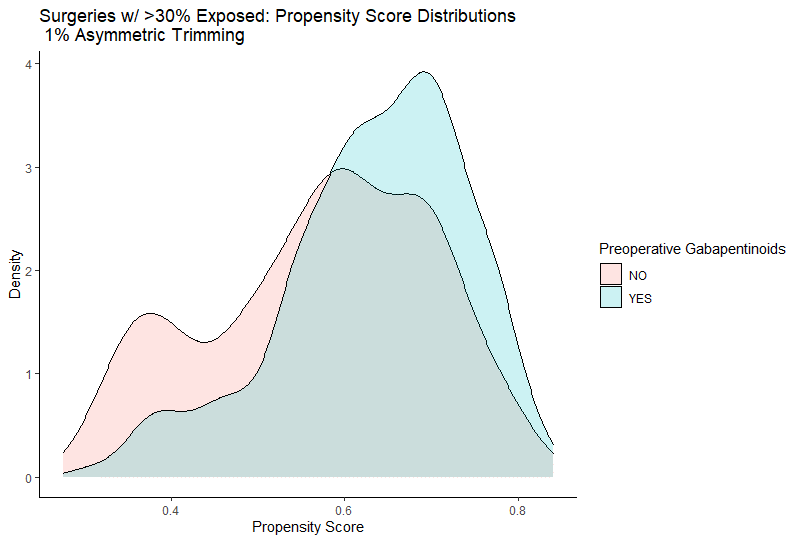 Surgeries w/ >30% Exposed: Propensity Score Distributions
1% Asymmetric Trimming
4
3
2
1
0
Density
0.4 0.6 0.8
Propensity Score
Preoperative Gabapentinoids
NO
YES